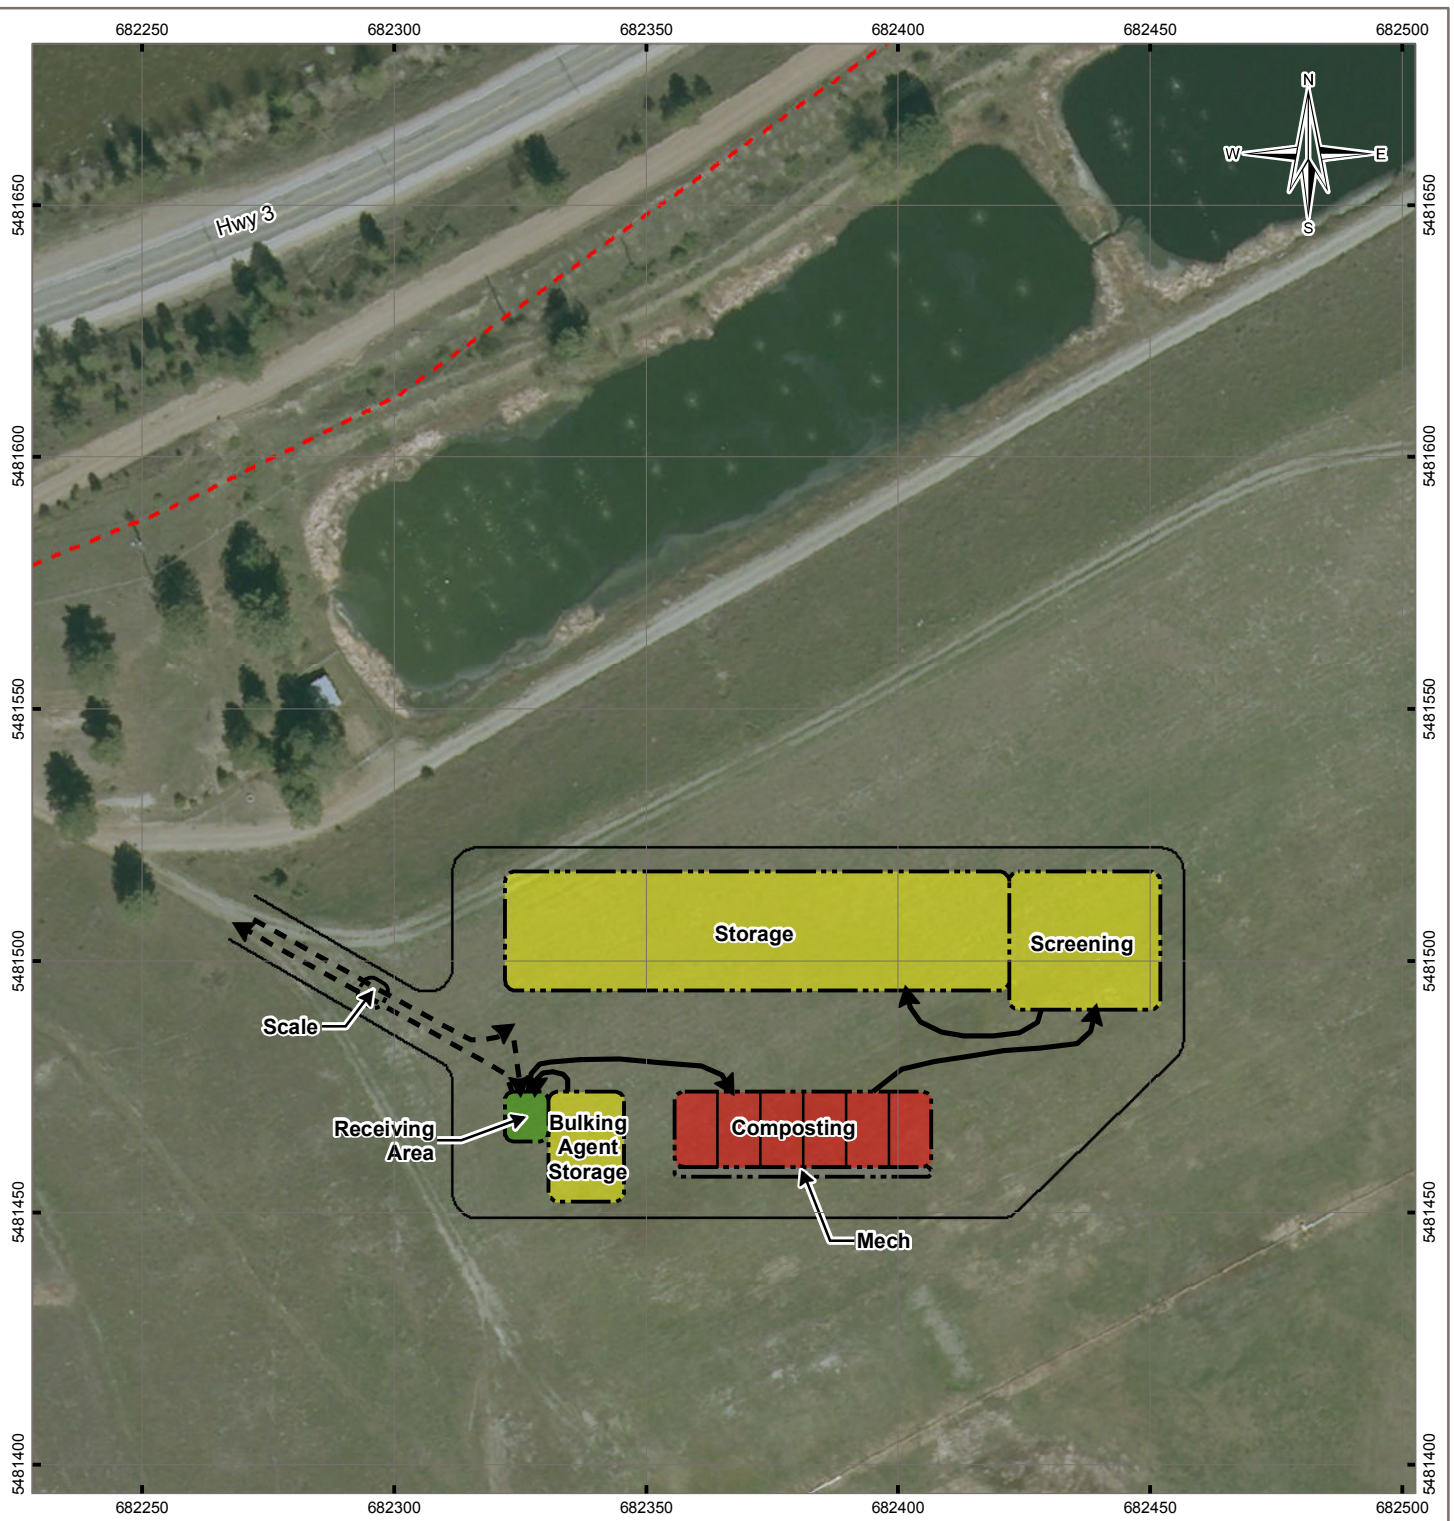 682250 682300 682350 682400 682450 682500
N
W E
S
5481650 5481650
Hwy 3
5481600 5481600
5481550 5481550
Storage
Screening
5481500 5481500
Scale
Receiving
Area
Bulking
Agent
Storage
Composting
Mech
5481450 5481450
5481400 5481400
682250 682300 682350 682400 682450 682500